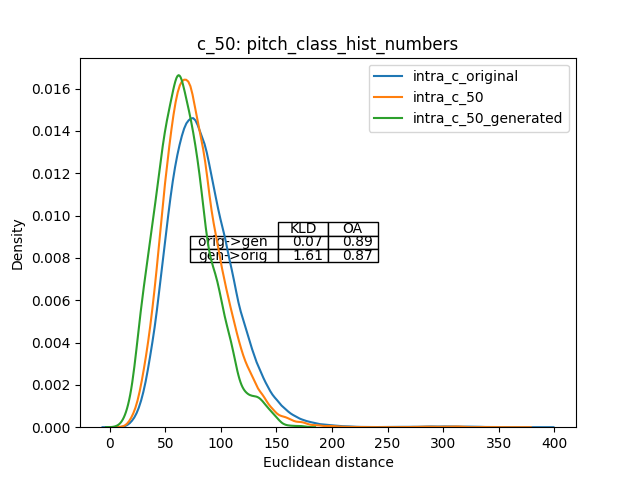 c_50: pitch_class_hist_numbers
intra_c_original
intra_c_50
intra_c_50_generated
0.016
0.014
0.012
0.010
0.008
0.006
0.004
0.002
0.000
Density
KLD OA
orig->gen 0.07 0.89
gen->orig 1.61 0.87
0 50 100 150 200 250 300 350 400
Euclidean distance